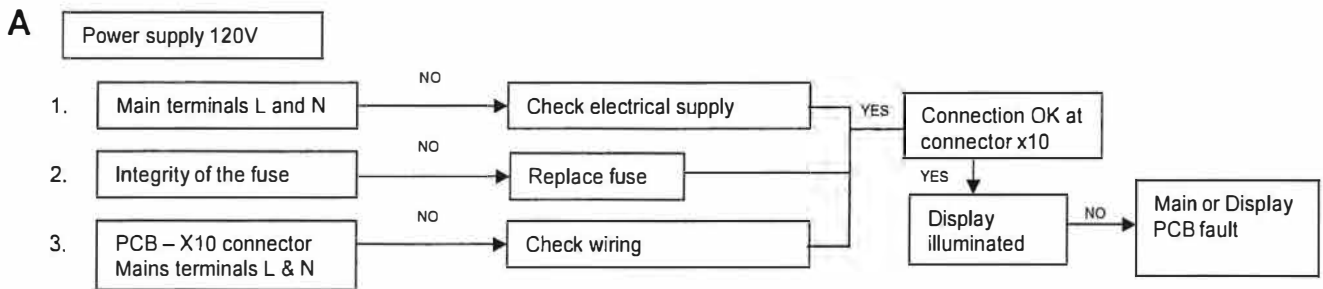 A
Power supply 120V
1.
Main terminals L and N
NO
Check electrical supply
YES
Connection OK at
connector x10
2.
Integrity of the fuse
NO
Replace fuse
YES
3.
PCB – X10 connector
Mains terminals L & N
NO
Check wiring
Display
illuminated
NO
Main or Display
PCB fault